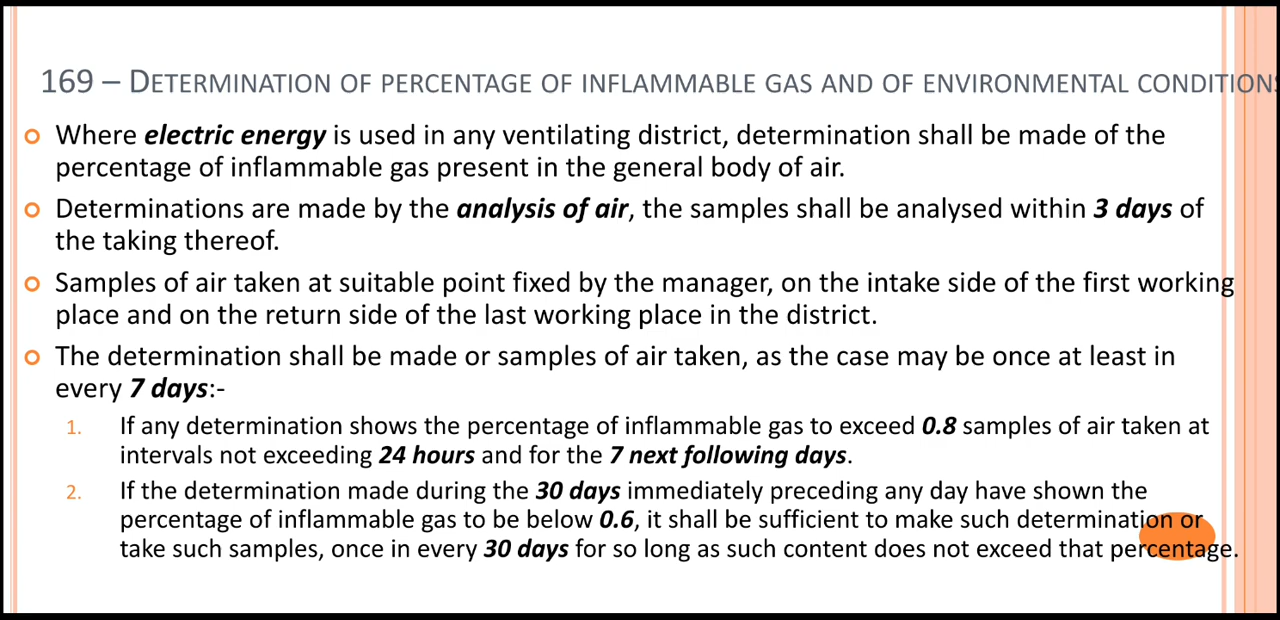 169 – DETERMINATION OF PERCENTAGE OF INFLAMMABLE GAS AND OF ENVIRONMENTAL CONDITIONS
Where electric energy is used in any ventilating district, determination shall be made of the
percentage of inflammable gas present in the general body of air.
Determinations are made by the analysis of air, the samples shall be analysed within 3 days of
the taking thereof.
Samples of air taken at suitable point fixed by the manager, on the intake side of the first working
place and on the return side of the last working place in the district.
The determination shall be made or samples of air taken, as the case may be once at least in
every 7 days:-
1. If any determination shows the percentage of inflammable gas to exceed 0.8 samples of air taken at
intervals not exceeding 24 hours and for the 7 next following days.
2. If the determination made during the 30 days immediately preceding any day have shown the
percentage of inflammable gas to be below 0.6, it shall be sufficient to make such determination or
take such samples, once in every 30 days for so long as such content does not exceed that percentage.